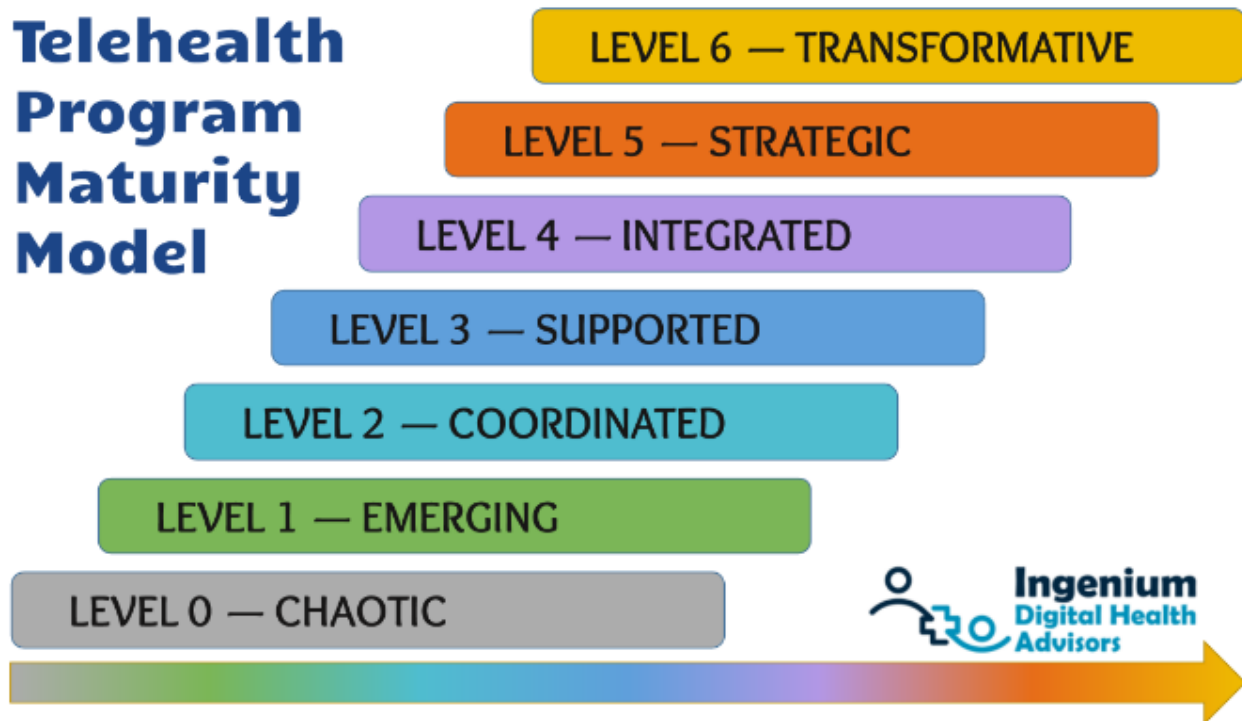 Telehealth
Program
Maturity
Model
LEVEL 6 — TRANSFORMATIVE
LEVEL 5 — STRATEGIC
LEVEL 4 — INTEGRATED
LEVEL 3 — SUPPORTED
LEVEL 2 — COORDINATED
LEVEL 1 — EMERGING
LEVEL 0 — CHAOTIC
Ingenium
Digital Health
Advisors